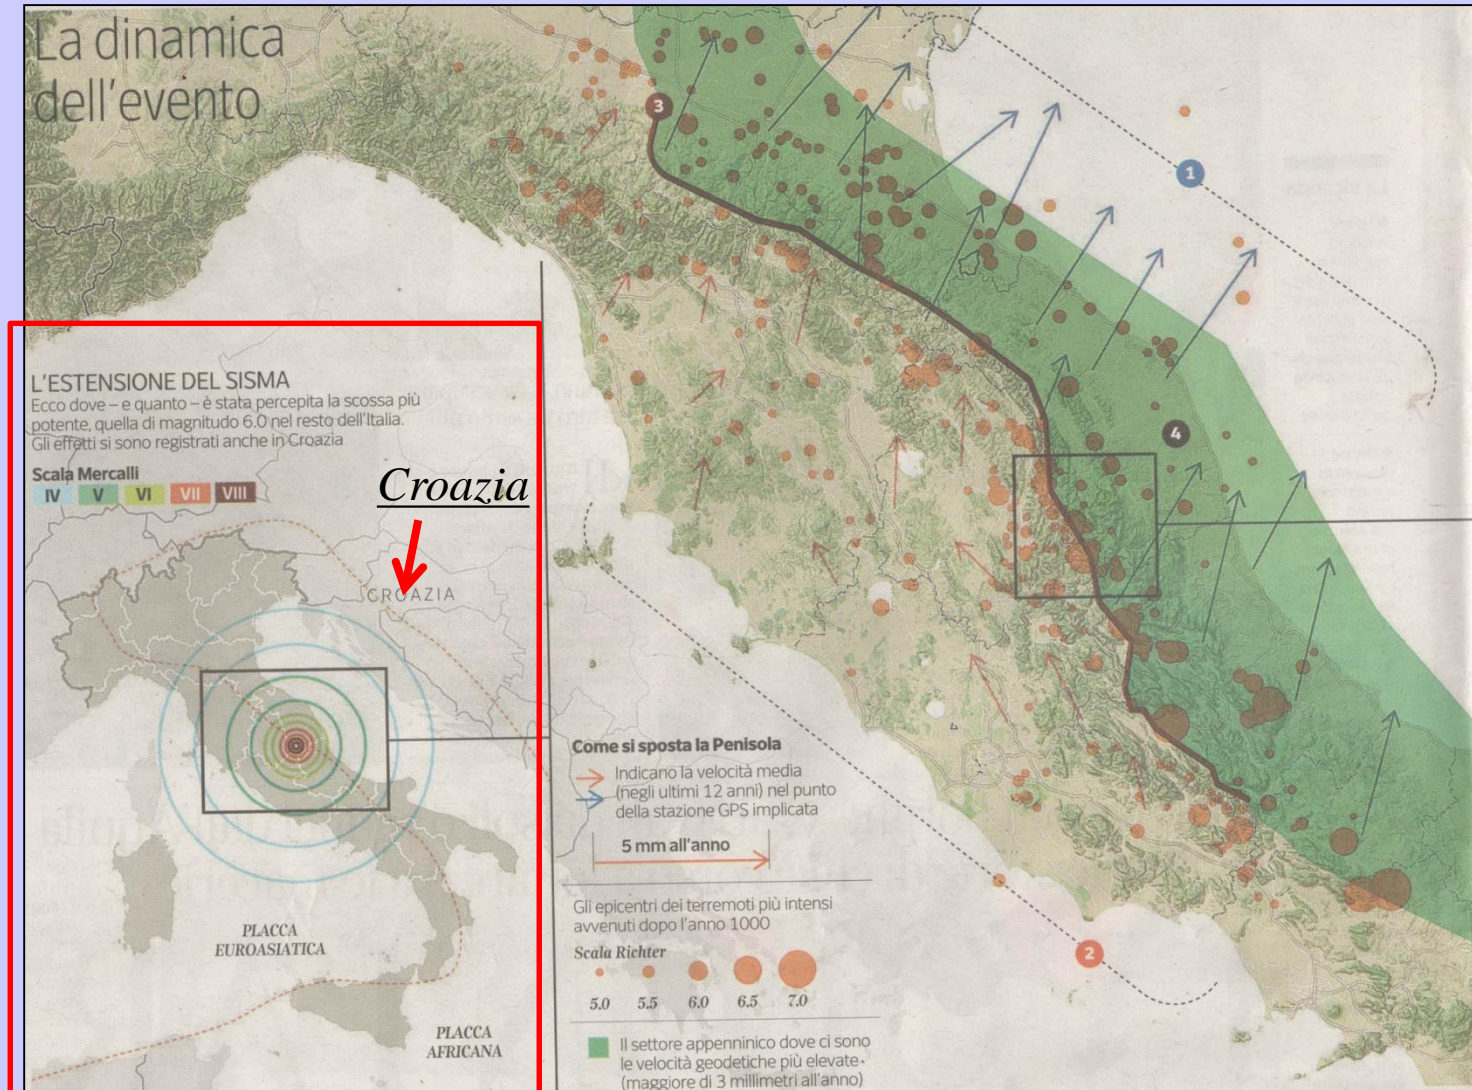 La dinamica
dell'evento
3
1
L'ESTENSIONE DEL SISMA
Ecco dove – e quanto – è stata percepita la scossa più
potente, quella di magnitudo 6.0 nel resto dell'Italia.
Gli effetti si sono registrati anche in Croazia
Scala Mercalli
IV V VI VII VIII
Croazia
CROAZIA
4
PLACCA
EUROASIATICA
PLACCA
AFRICANA
Come si sposta la Penisola
Indicano la velocità media
(negli ultimi 12 anni) nel punto
della stazione GPS implicata
5 mm all'anno
Gli epicentri dei terremoti più intensi
avvenuti dopo l'anno 1000
Scala Richter
5.0 5.5 6.0 6.5 7.0
2
Il settore appenninico dove ci sono
le velocità geodetiche più elevate
(maggiore di 3 millimetri all'anno)